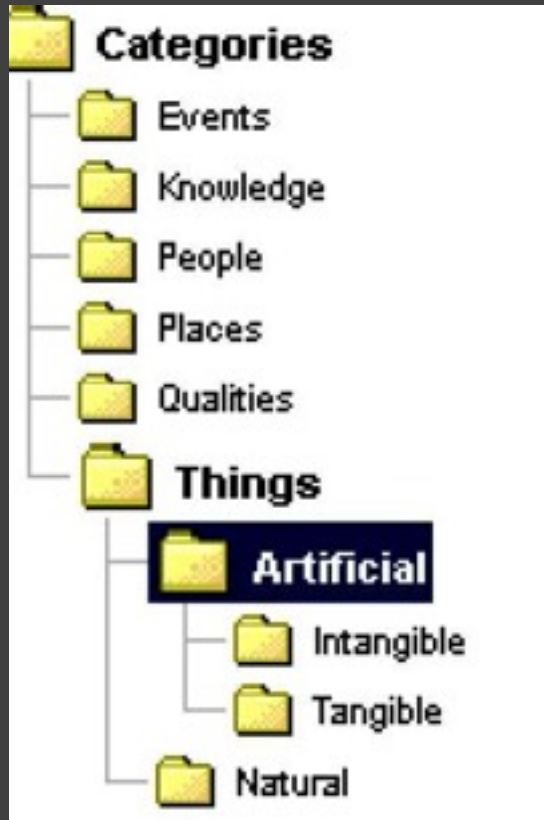 Categories
Events
Knowledge
People
Places
Qualities
Things
Artificial
Intangible
Tangible
Natural